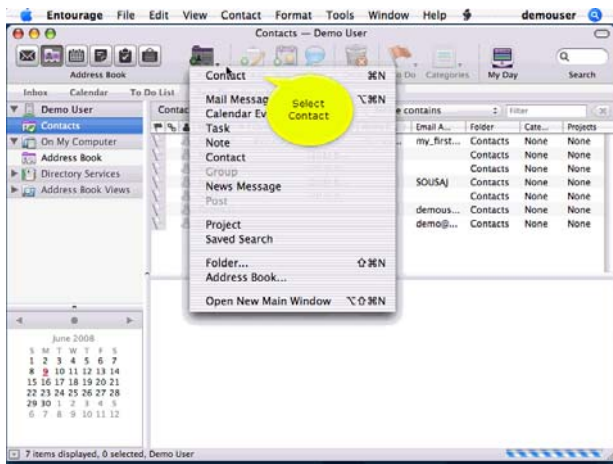 Entourage File Edit View Contact Format Tools Window Help demouser
Contacts — Demo User
Address Book
To Do Categories My Day Search
Inbox Calendar To Do List
Demo User
Contacts
On My Computer
Address Book
Directory Services
Address Book Views
contains
Email A... Folder Cate... Projects
my_first... Contacts None None
Contacts None None
Contacts None None
SOUSAJ Contacts None None
Contacts None None
demous... Contacts None None
demo@... Contacts None None
Contact ⌘N
Mail Messag ⌥⌘N
Calendar Ev
Task
Note
Contact
Group
News Message
Post
Project
Saved Search
Folder... ⇧⌘N
Address Book...
Open New Main Window ⌥⇧⌘N
Select
Contact
June 2008
S M T W T F S
1 2 3 4 5 6 7
8 9 10 11 12 13 14
15 16 17 18 19 20 21
22 23 24 25 26 27 28
29 30 1 2 3 4 5
6 7 8 9 10 11 12
7 items displayed, 0 selected, Demo User